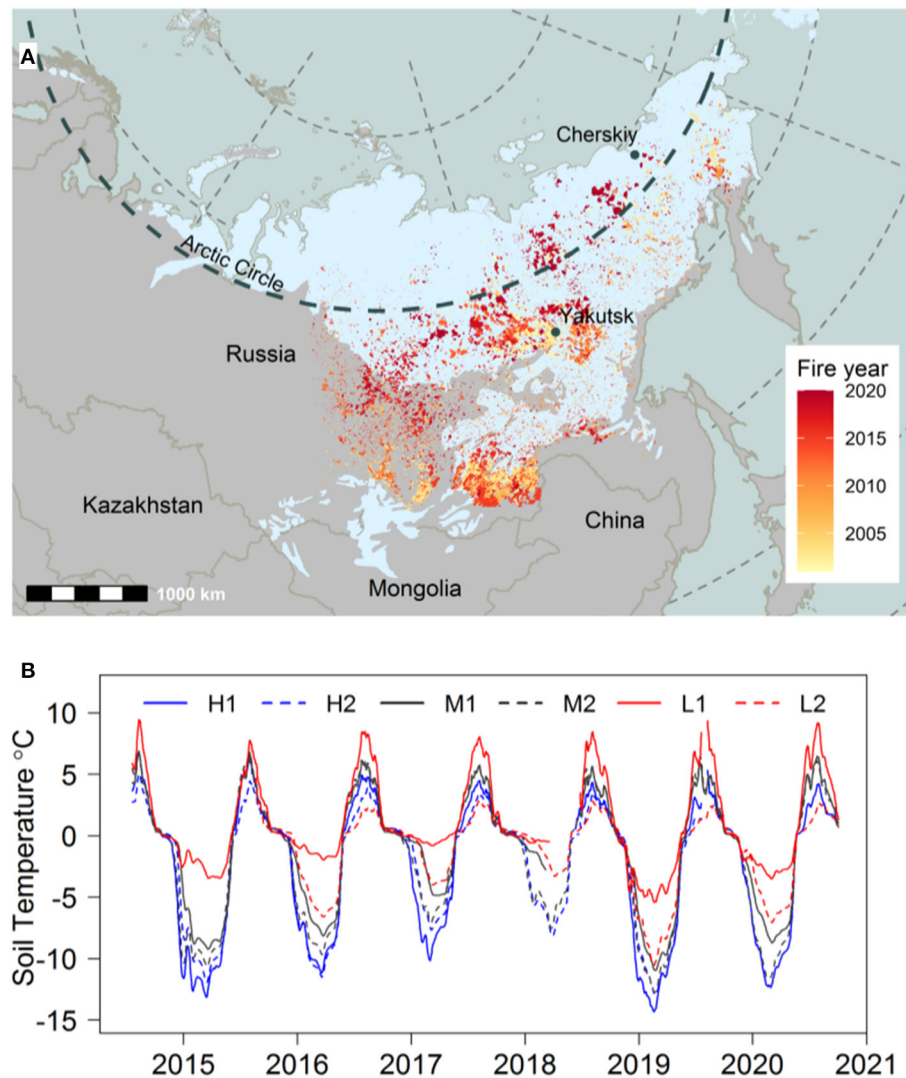 A
Cherskiy
Arctic Circle
Yakutsk
Russia
Fire year
2020
2015
2010
2005
Kazakhstan
China
Mongolia
1000 km
B
H1 H2 M1 M2 L1 L2
Soil Temperature °C
10
5
0
-5
-10
-15
2015 2016 2017 2018 2019 2020 2021